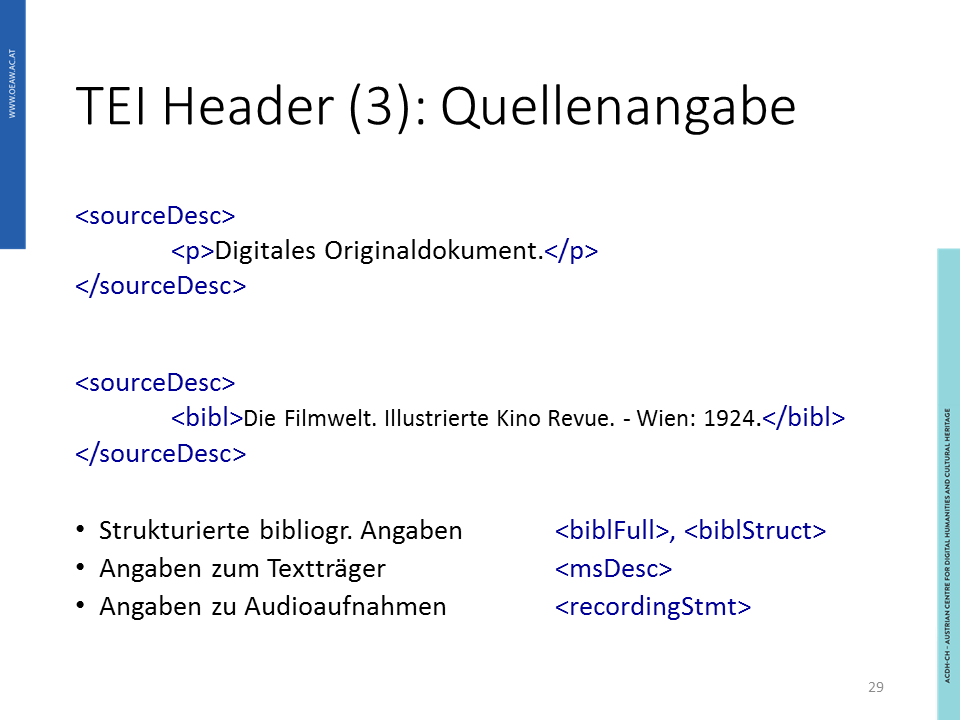 WWW.OEAW.AC.AT
TEI Header (3): Quellenangabe
<sourceDesc>
<p>Digitales Originaldokument.</p>
</sourceDesc>
<sourceDesc>
<bibl>Die Filmwelt. Illustrierte Kino Revue. - Wien: 1924.</bibl>
</sourceDesc>
• Strukturierte bibliogr. Angaben <biblFull>, <biblStruct>
• Angaben zum Textträger <msDesc>
• Angaben zu Audioaufnahmen <recordingStmt>
ACDH-CH – AUSTRIAN CENTRE FOR DIGITAL HUMANITIES AND CULTURAL HERITAGE
29